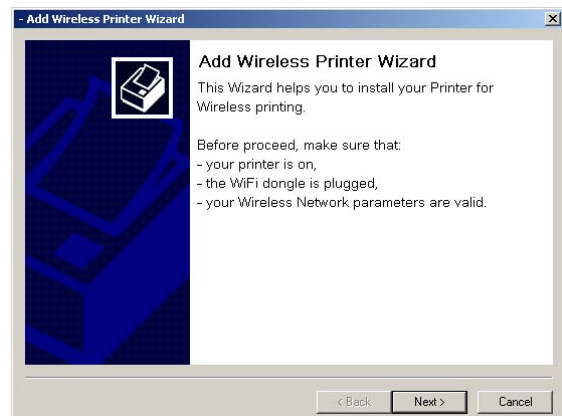 - Add Wireless Printer Wizard
Add Wireless Printer Wizard
This Wizard helps you to install your Printer for
Wireless printing.
Before proceed, make sure that:
- your printer is on,
- the WiFi dongle is plugged,
- your Wireless Network parameters are valid.
< Back
Next >
Cancel